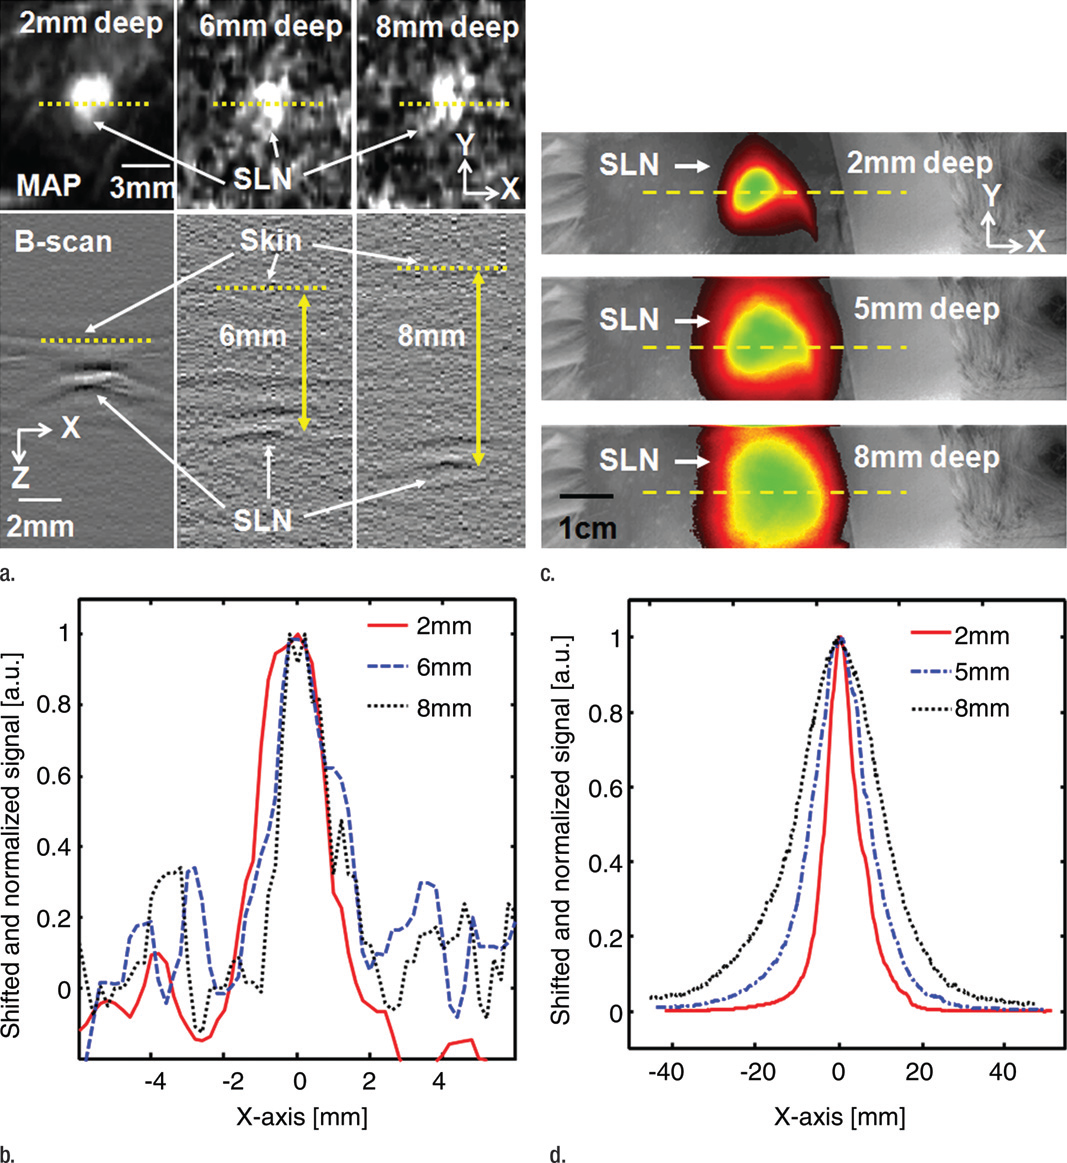 2mm deep
6mm deep
8mm deep
SLN
MAP
3mm
Y
X
B-scan
Skin
6mm
8mm
X
Z
SLN
2mm
a.
SLN
2mm deep
Y
X
SLN
5mm deep
SLN
8mm deep
1cm
c.
Shifted and normalized signal [a.u.]
1
0.8
0.6
0.4
0.2
0
2mm
6mm
8mm
-4
-2
0
2
4
X-axis [mm]
b.
Shifted and normalized signal [a.u.]
1
0.8
0.6
0.4
0.2
0
2mm
5mm
8mm
-40
-20
0
20
40
X-axis [mm]
d.